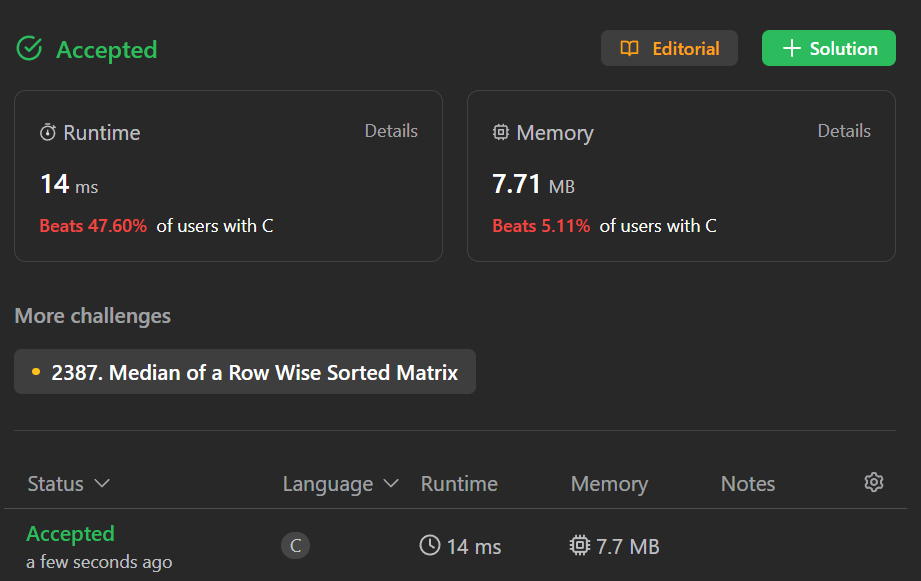 Accepted
Editorial
Solution
Runtime
Details
14 ms
Beats 47.60% of users with C
Memory
Details
7.71 MB
Beats 5.11% of users with C
More challenges
2387. Median of a Row Wise Sorted Matrix
Status Language Runtime Memory Notes
Accepted
a few seconds ago
C 14 ms 7.7 MB